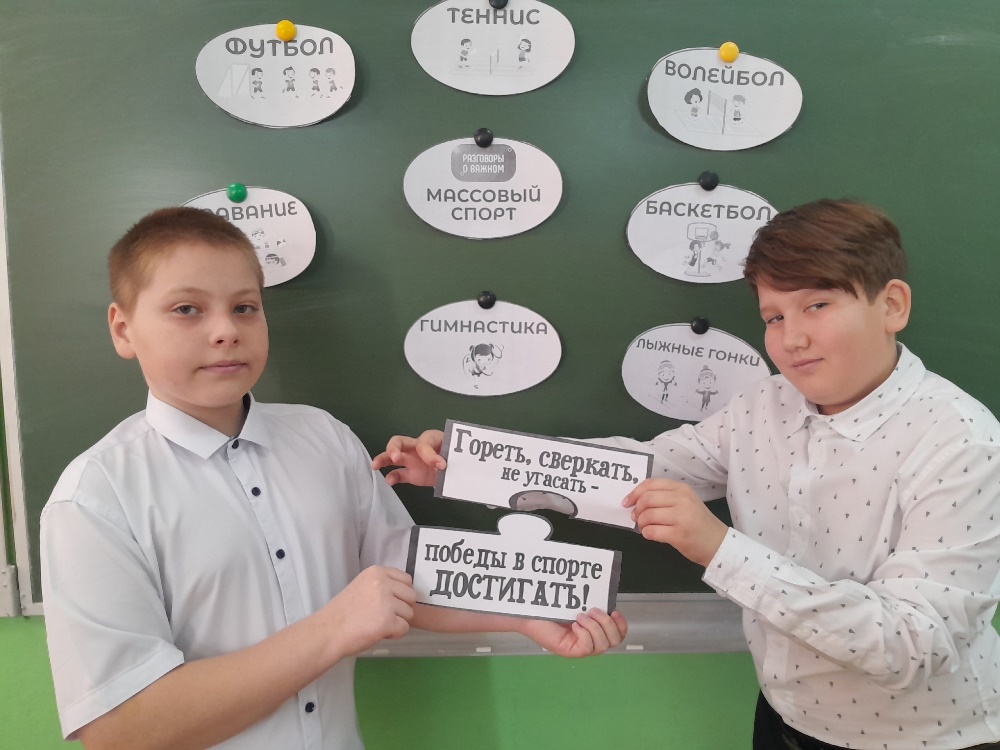 ФУТБОЛ
ТЕННИС
ВОЛЕЙБОЛ
РАЗГОВОРЫ
О ВАЖНОМ
МАССОВЫЙ
СПОРТ
БАСКЕТБОЛ
ГИМНАСТИКА
ЛЫЖНЫЕ ГОНКИ
Гореть, сверкать,
не угасать –
победы в спорте
ДОСТИГАТЬ!